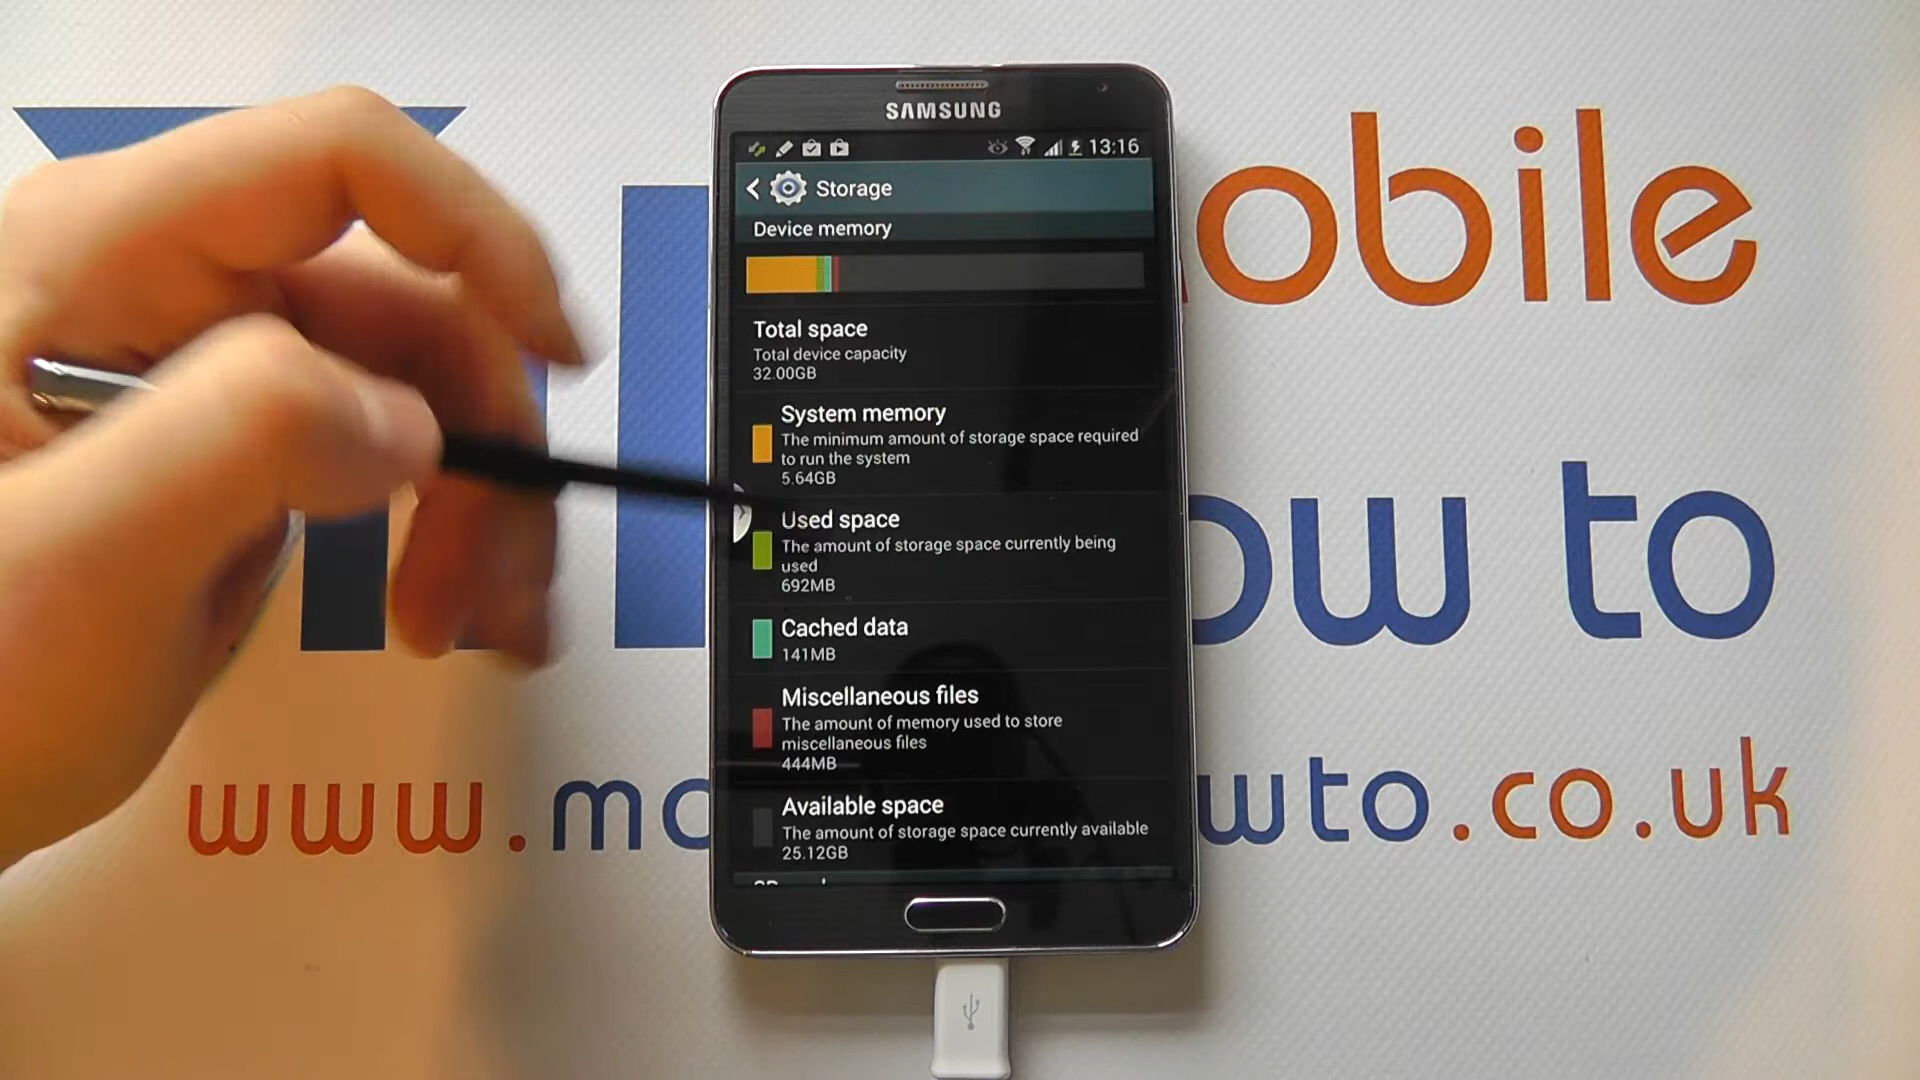 SAMSUNG
13:16
Storage
Device memory
Total space
Total device capacity
32.00GB
System memory
The minimum amount of storage space required
to run the system
5.64GB
Used space
The amount of storage space currently being
used
692MB
Cached data
141MB
Miscellaneous files
The amount of memory used to store
miscellaneous files
444MB
Available space
The amount of storage space currently available
25.12GB
obile
ow to
www.mo
wto.co.uk